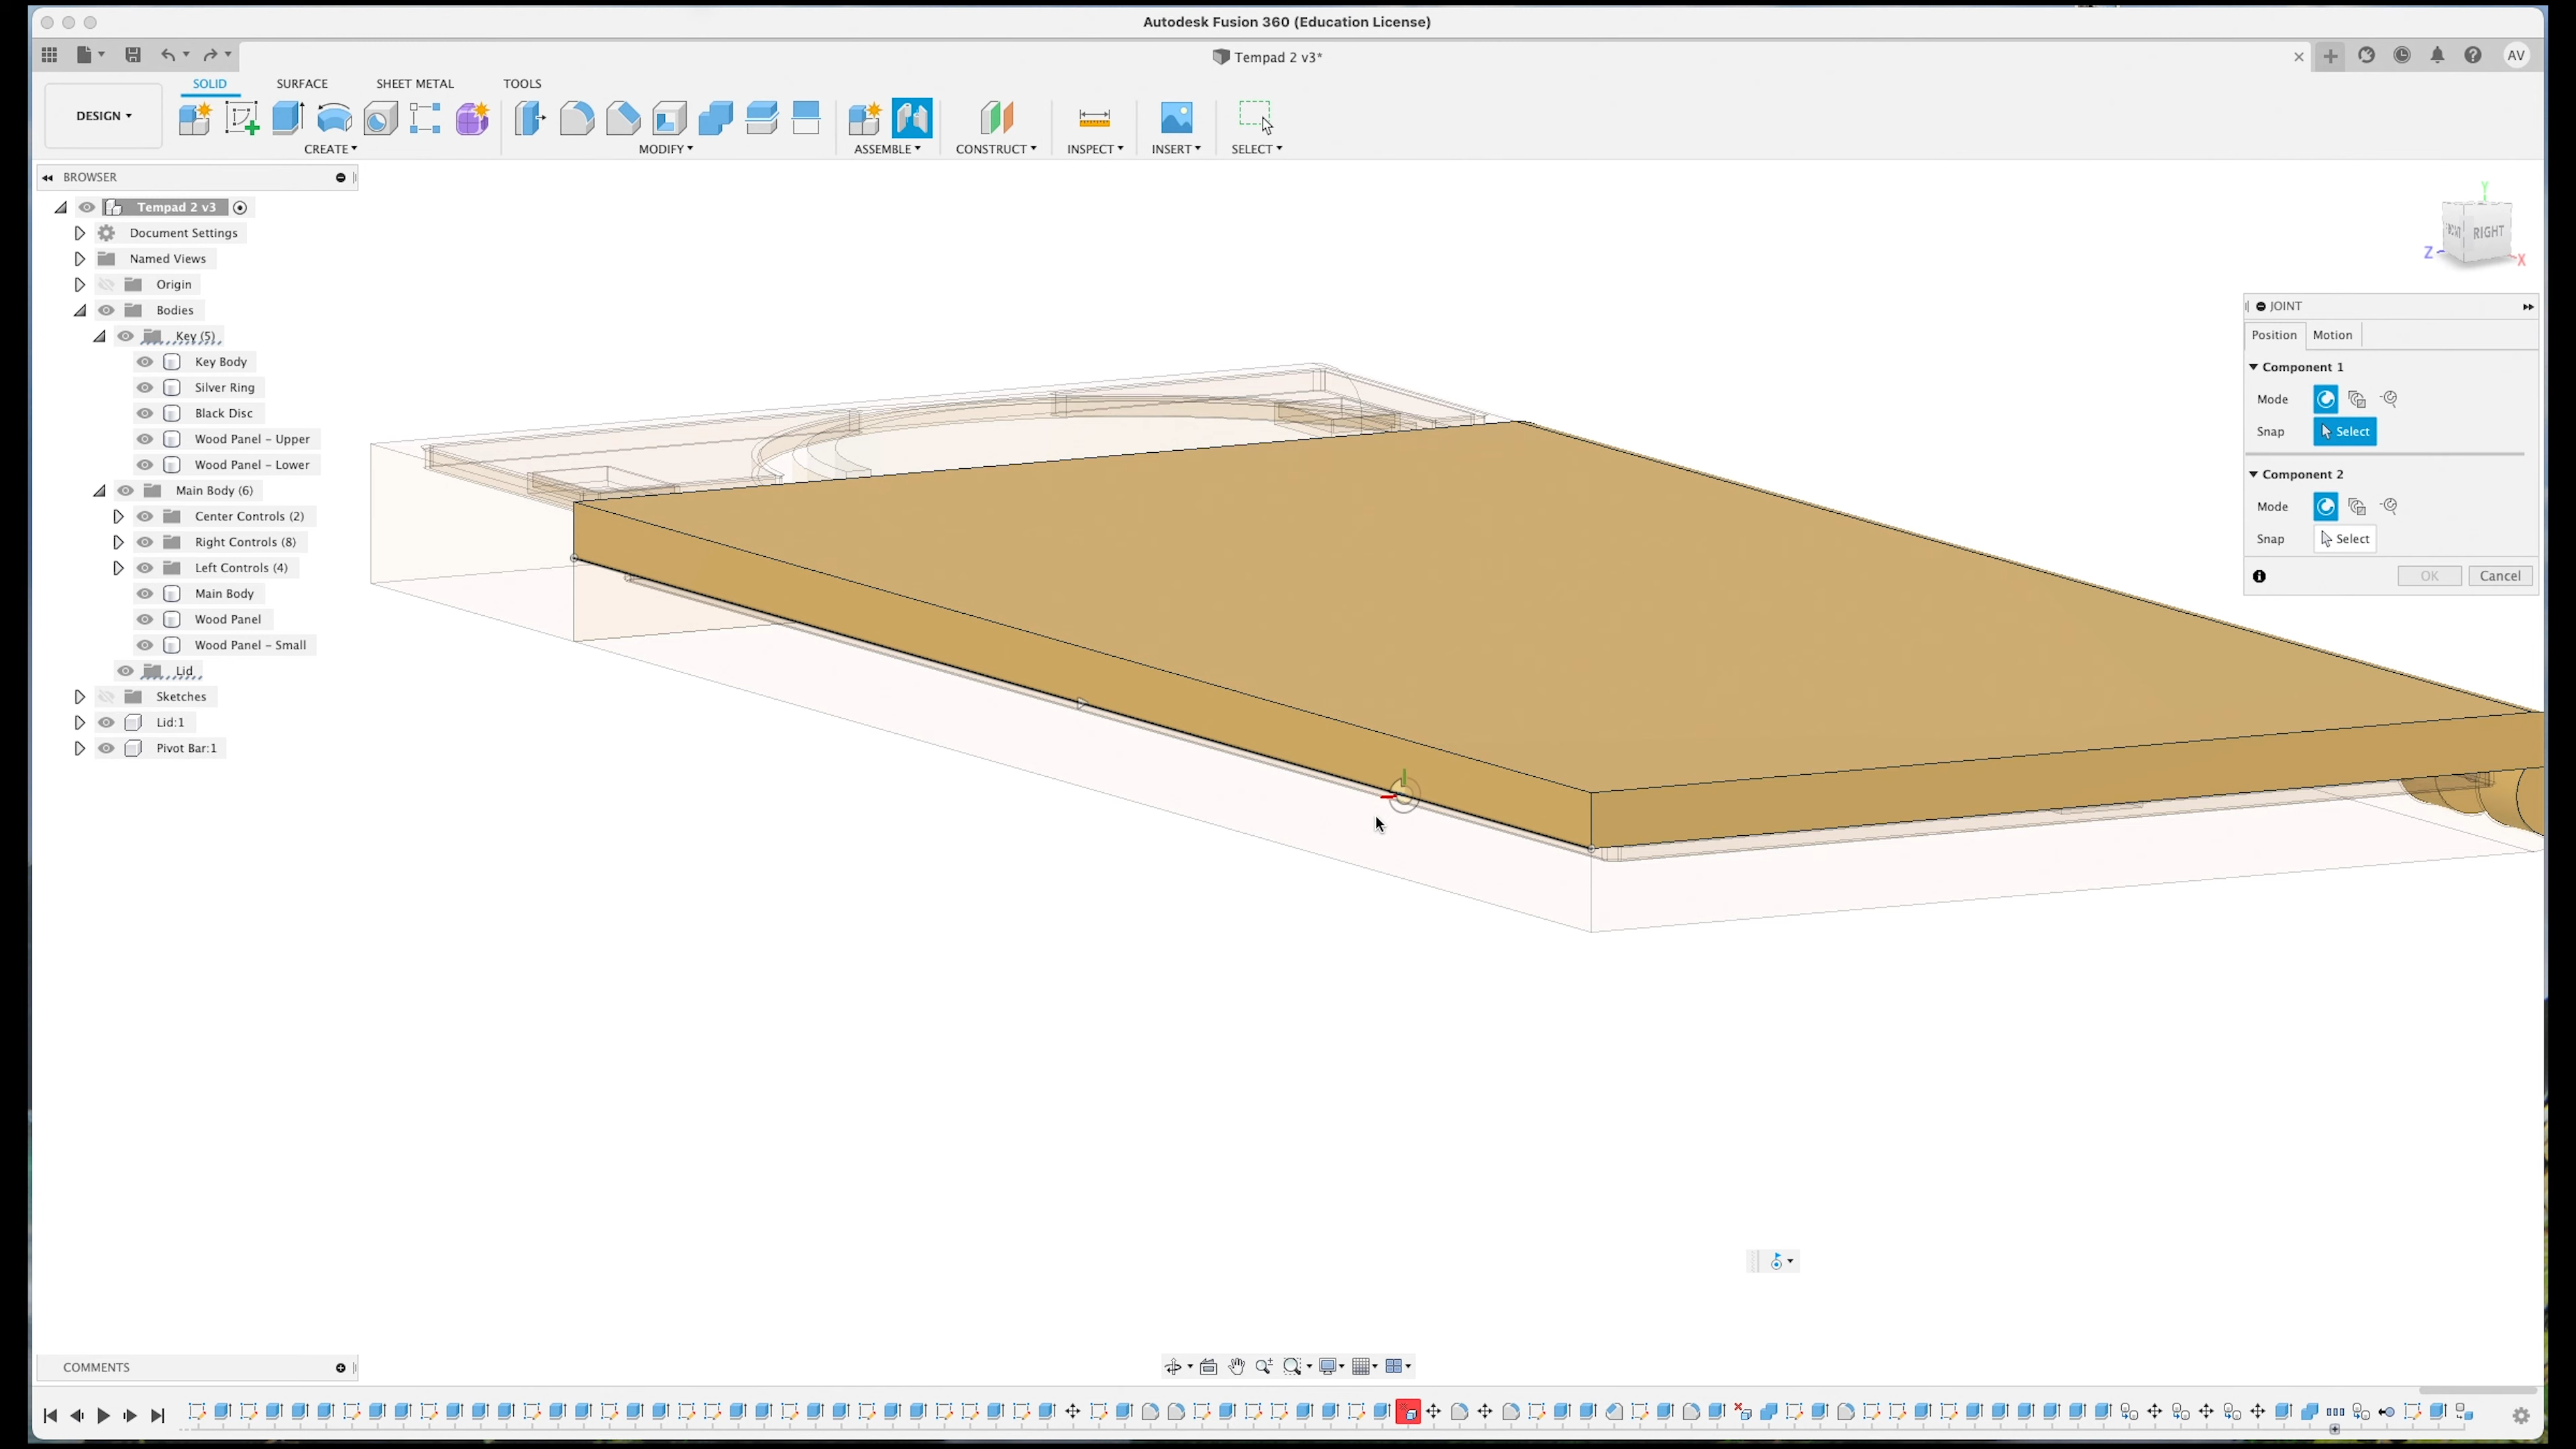 Autodesk Fusion 360 (Education License)
Tempad 2 v3*
AV
SOLID SURFACE SHEET METAL TOOLS
DESIGN
CREATE MODIFY ASSEMBLE CONSTRUCT INSPECT INSERT SELECT
BROWSER
Tempad 2 v3
Document Settings
Named Views
Origin
Bodies
Key (5)
Key Body
Silver Ring
Black Disc
Wood Panel - Upper
Wood Panel - Lower
Main Body (6)
Center Controls (2)
Right Controls (8)
Left Controls (4)
Main Body
Wood Panel
Wood Panel - Small
Lid
Sketches
Lid:1
Pivot Bar:1
Y
FRONT RIGHT
Z X
JOINT
Position Motion
Component 1
Mode
Snap Select
Component 2
Mode
Snap Select
OK Cancel
COMMENTS